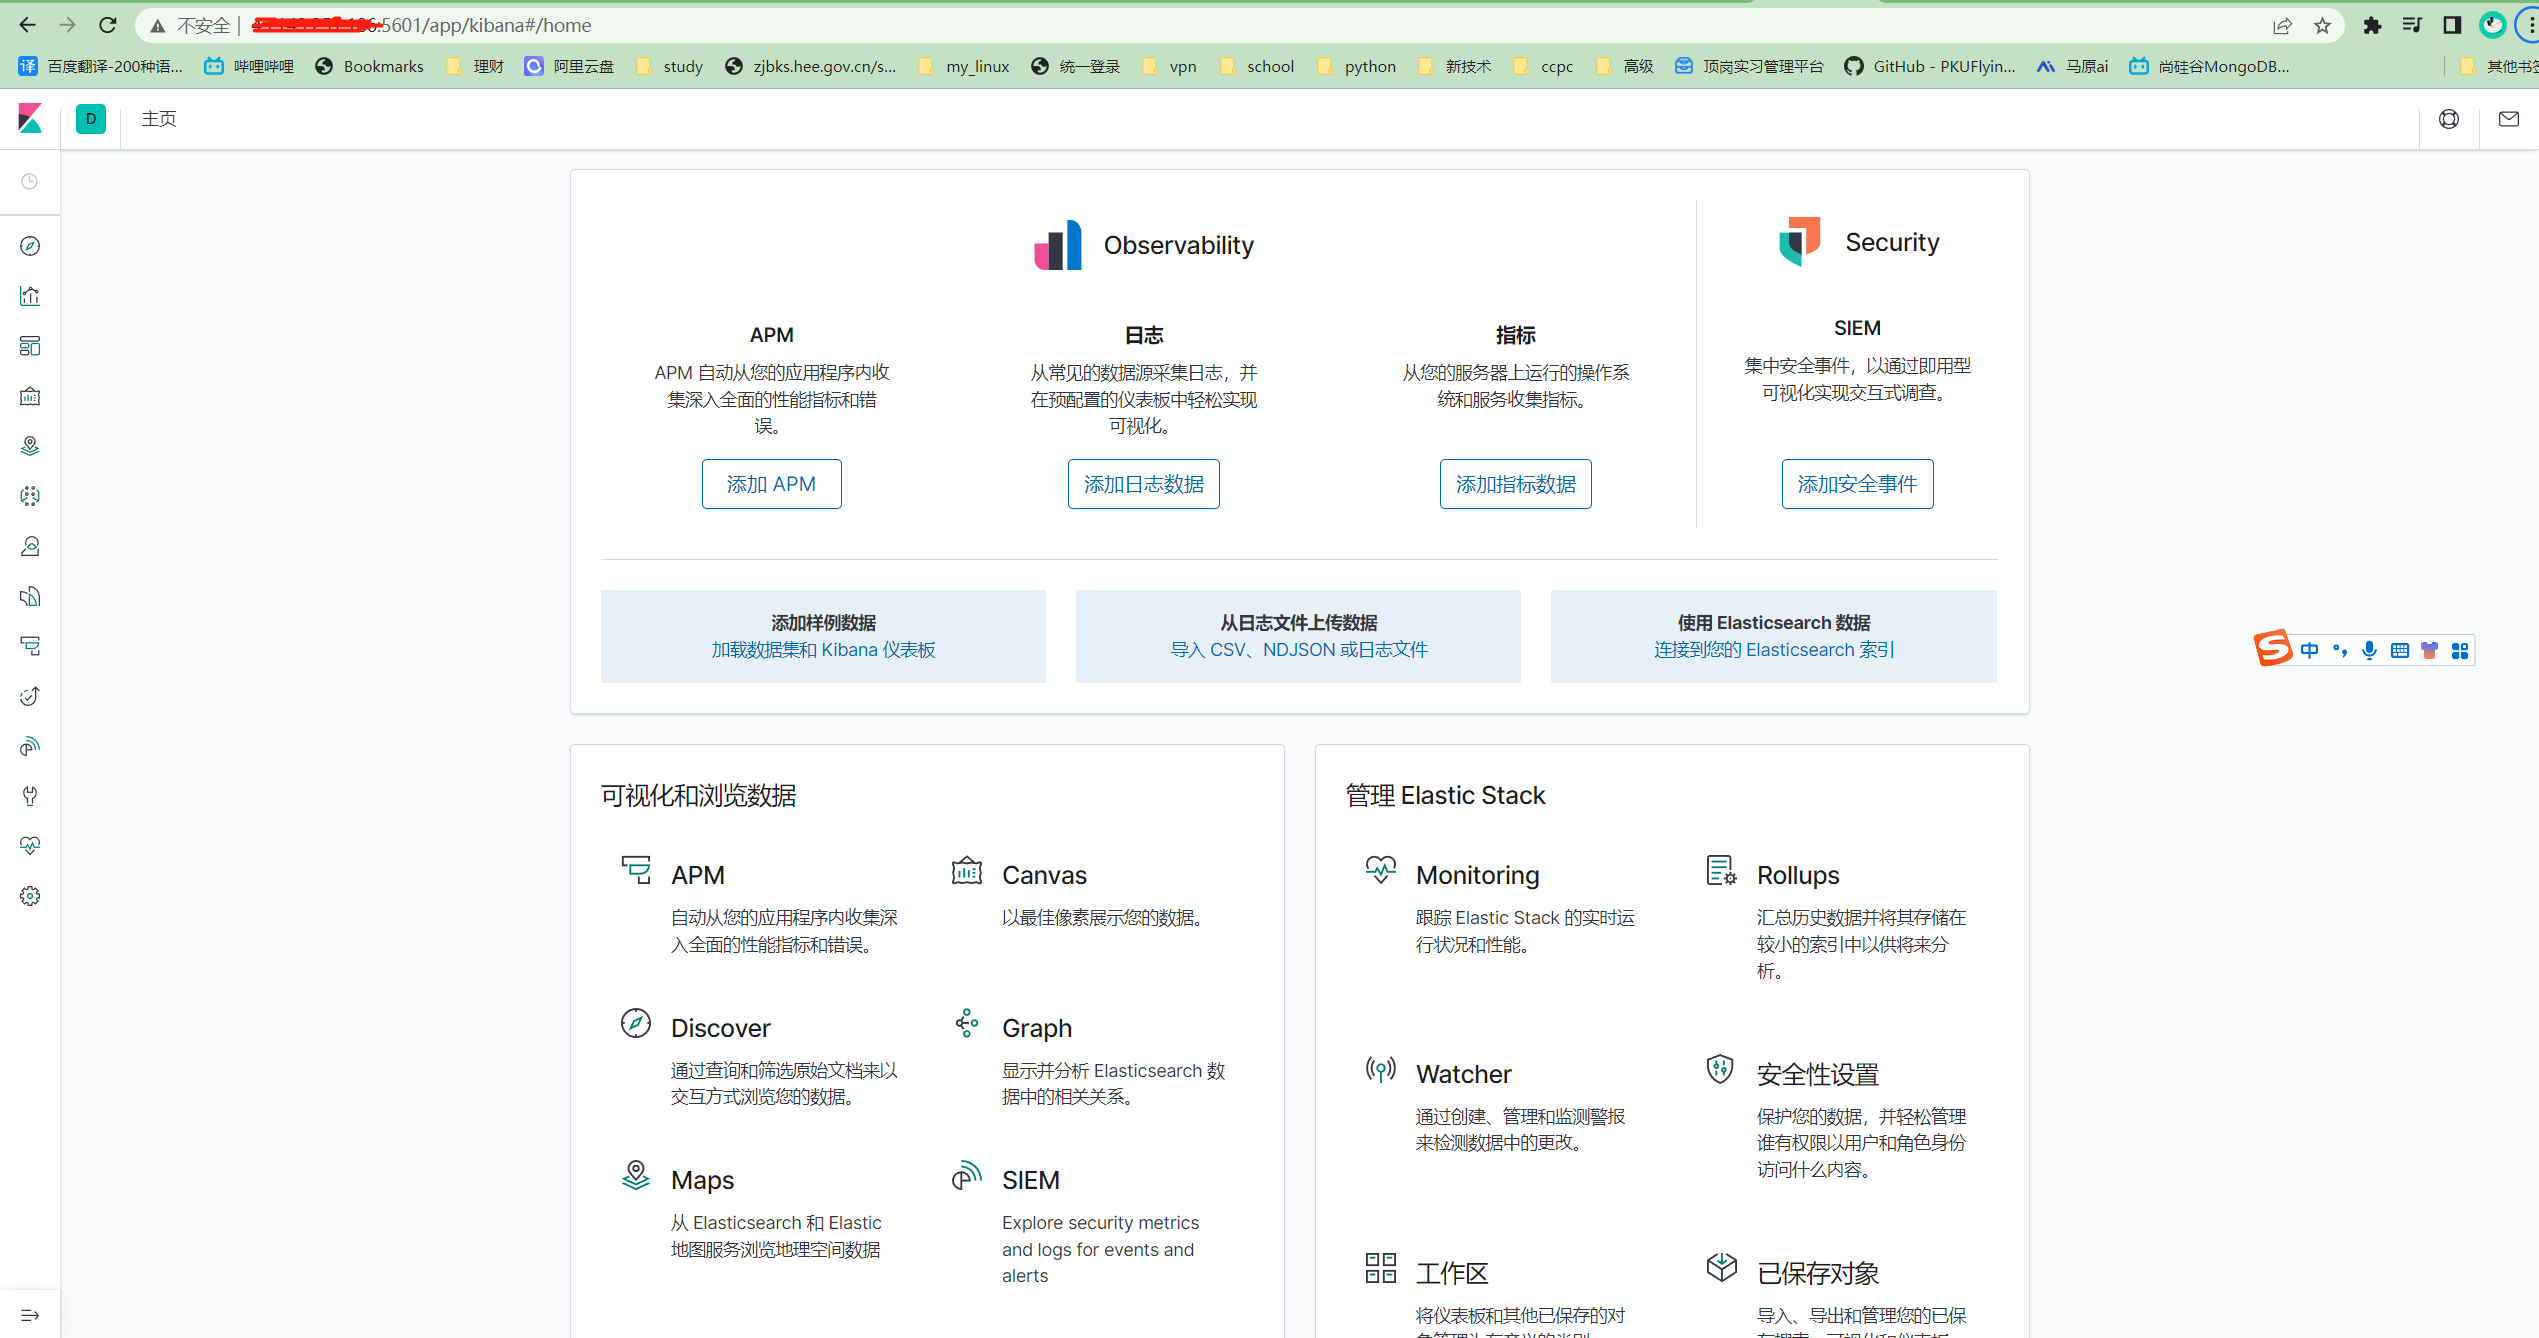 不安全
:5601/app/kibana#/home
百度翻译-200种语...
哔哩哔哩
Bookmarks
理财
阿里云盘
study
zjbks.hee.gov.cn/s...
my_linux
统一登录
vpn
school
python
新技术
ccpc
高级
顶岗实习管理平台
GitHub - PKUFlyin...
马原ai
尚硅谷MongoDB...
其他书签
D
主页
Observability
Security
APM
APM 自动从您的应用程序内收
集深入全面的性能指标和错
误。
添加 APM
日志
从常见的数据源采集日志，并
在预配置的仪表板中轻松实现
可视化。
添加日志数据
指标
从您的服务器上运行的操作系
统和服务收集指标。
添加指标数据
SIEM
集中安全事件，以通过即用型
可视化实现交互式调查。
添加安全事件
添加样例数据
加载数据集和 Kibana 仪表板
从日志文件上传数据
导入 CSV、NDJSON 或日志文件
使用 Elasticsearch 数据
连接到您的 Elasticsearch 索引
中
可视化和浏览数据
APM
自动从您的应用程序内收集深
入全面的性能指标和错误。
Canvas
以最佳像素展示您的数据。
Discover
通过查询和筛选原始文档来以
交互方式浏览您的数据。
Graph
显示并分析 Elasticsearch 数
据中的相关关系。
Maps
从 Elasticsearch 和 Elastic
地图服务浏览地理空间数据
SIEM
Explore security metrics
and logs for events and
alerts
管理 Elastic Stack
Monitoring
跟踪 Elastic Stack 的实时运
行状况和性能。
Rollups
汇总历史数据并将其存储在
较小的索引中以供将来分
析。
Watcher
通过创建、管理和监测警报
来检测数据中的更改。
安全性设置
保护您的数据，并轻松管理
谁有权限以用户和角色身份
访问什么内容。
工作区
将仪表板和其他已保存的对
已保存对象
导入、导出和管理您的已保